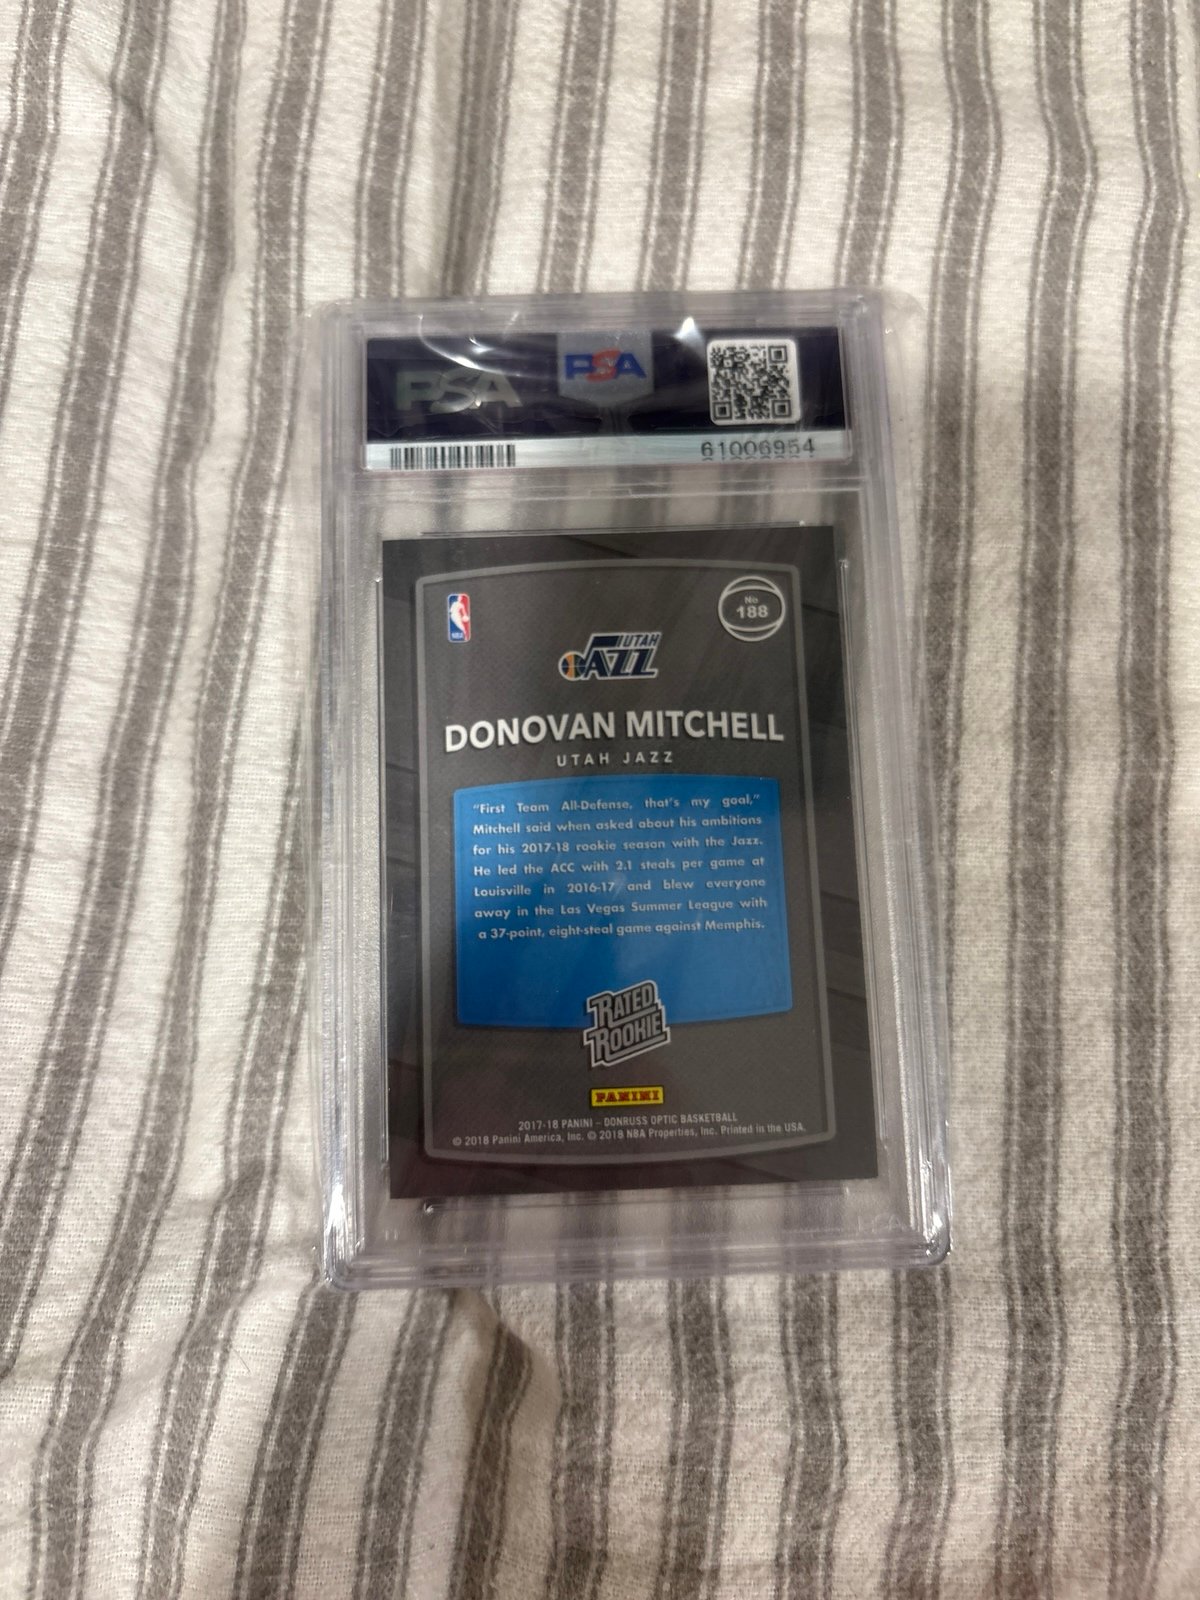 PSA
PSA
61006954
NBA
No
188
UTAH
JAZZ
DONOVAN MITCHELL
UTAH JAZZ
"First Team All-Defense, that's my goal,"
Mitchell said when asked about his ambitions
for his 2017-18 rookie season with the Jazz.
He led the ACC with 2.1 steals per game at
Louisville in 2016-17 and blew everyone
away in the Las Vegas Summer League with
a 37-point, eight-steal game against Memphis.
RATED
ROOKIE
PANINI
2017-18 PANINI – DONRUSS OPTIC BASKETBALL
© 2018 Panini America, Inc. © 2018 NBA Properties, Inc. Printed in the USA.
PSA